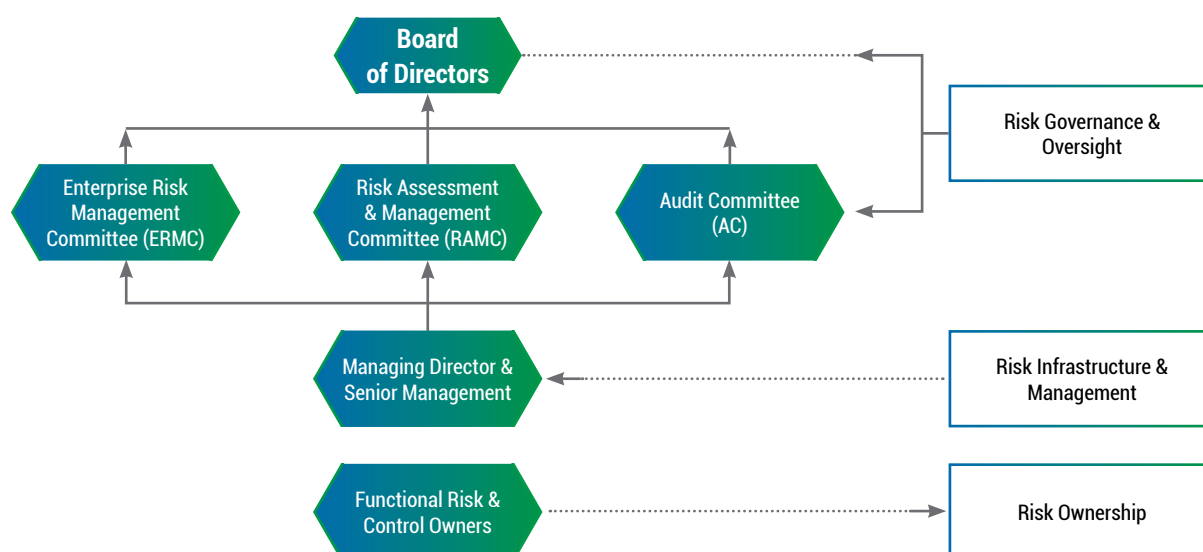 Board
of Directors
Risk Governance &
Oversight
Enterprise Risk
Management
Committee (ERMC)
Risk Assessment
& Management
Committee (RAMC)
Audit Committee
(AC)
Managing Director &
Senior Management
Risk Infrastructure &
Management
Functional Risk &
Control Owners
Risk Ownership